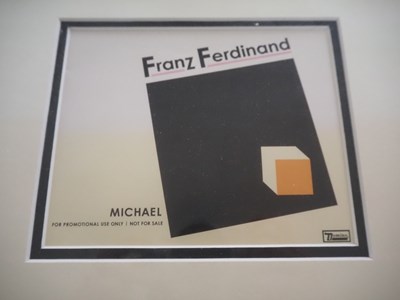 Franz Ferdinand
MICHAEL
FOR PROMOTIONAL USE ONLY | NOT FOR SALE